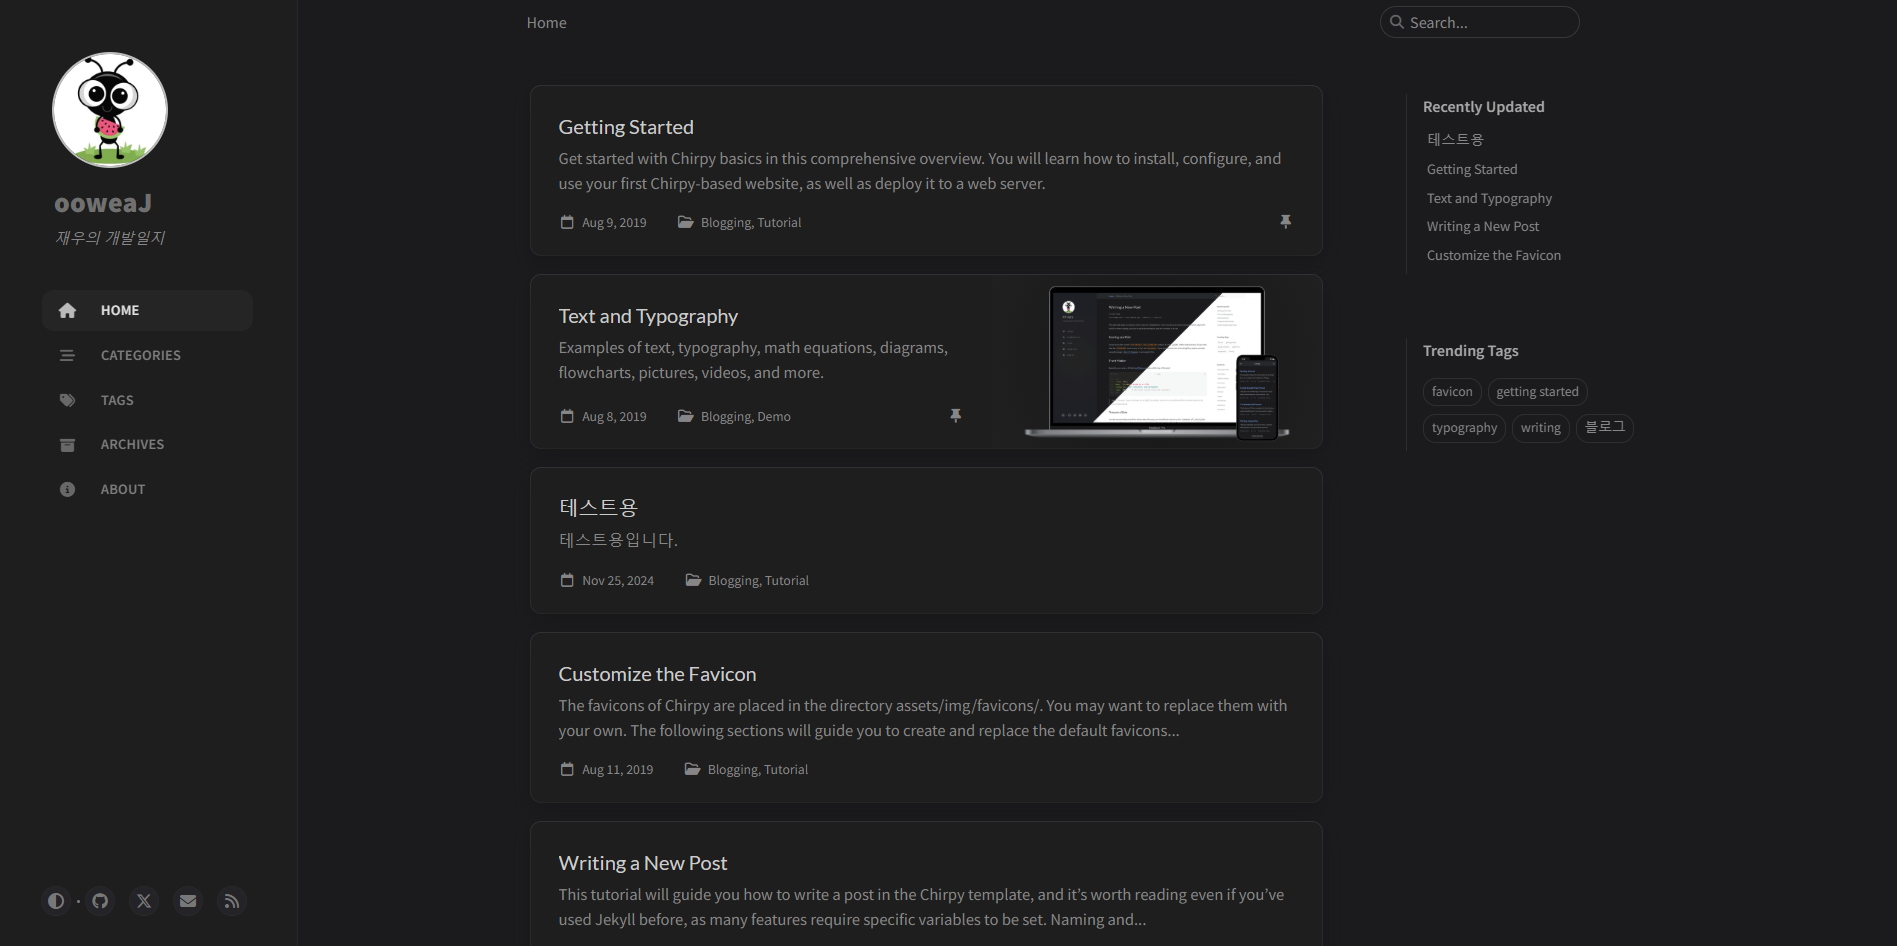 ooweaJ
재우의 개발일지
HOME
CATEGORIES
TAGS
ARCHIVES
ABOUT
Home
Search...
Getting Started
Get started with Chirpy basics in this comprehensive overview. You will learn how to install, configure, and
use your first Chirpy-based website, as well as deploy it to a web server.
Aug 9, 2019 Blogging, Tutorial
Text and Typography
Examples of text, typography, math equations, diagrams,
flowcharts, pictures, videos, and more.
Aug 8, 2019 Blogging, Demo
Writing a New Post
테스트용
테스트용입니다.
Nov 25, 2024 Blogging, Tutorial
Customize the Favicon
The favicons of Chirpy are placed in the directory assets/img/favicons/. You may want to replace them with
your own. The following sections will guide you to create and replace the default favicons...
Aug 11, 2019 Blogging, Tutorial
Writing a New Post
This tutorial will guide you how to write a post in the Chirpy template, and it’s worth reading even if you’ve
used Jekyll before, as many features require specific variables to be set. Naming and...
Recently Updated
테스트용
Getting Started
Text and Typography
Writing a New Post
Customize the Favicon
Trending Tags
favicon getting started
typography writing 블로그